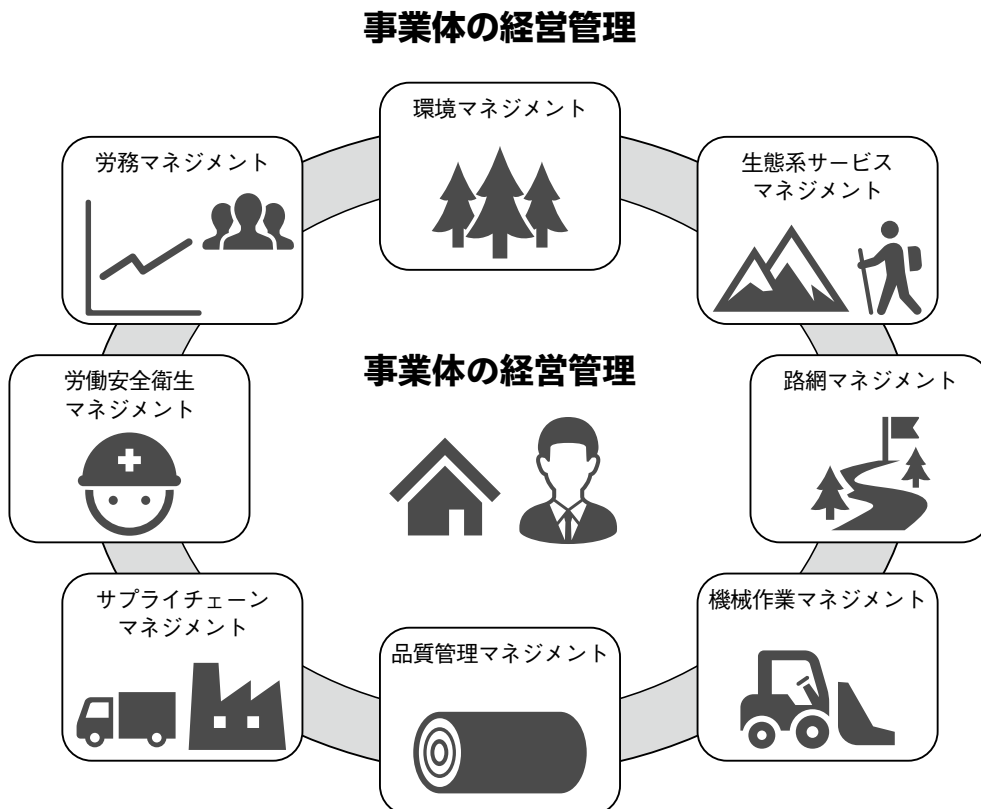 事業体の経営管理
環境マネジメント
労務マネジメント
生態系サービス
マネジメント
事業体の経営管理
労働安全衛生
マネジメント
路網マネジメント
サプライチェーン
マネジメント
機械作業マネジメント
品質管理マネジメント